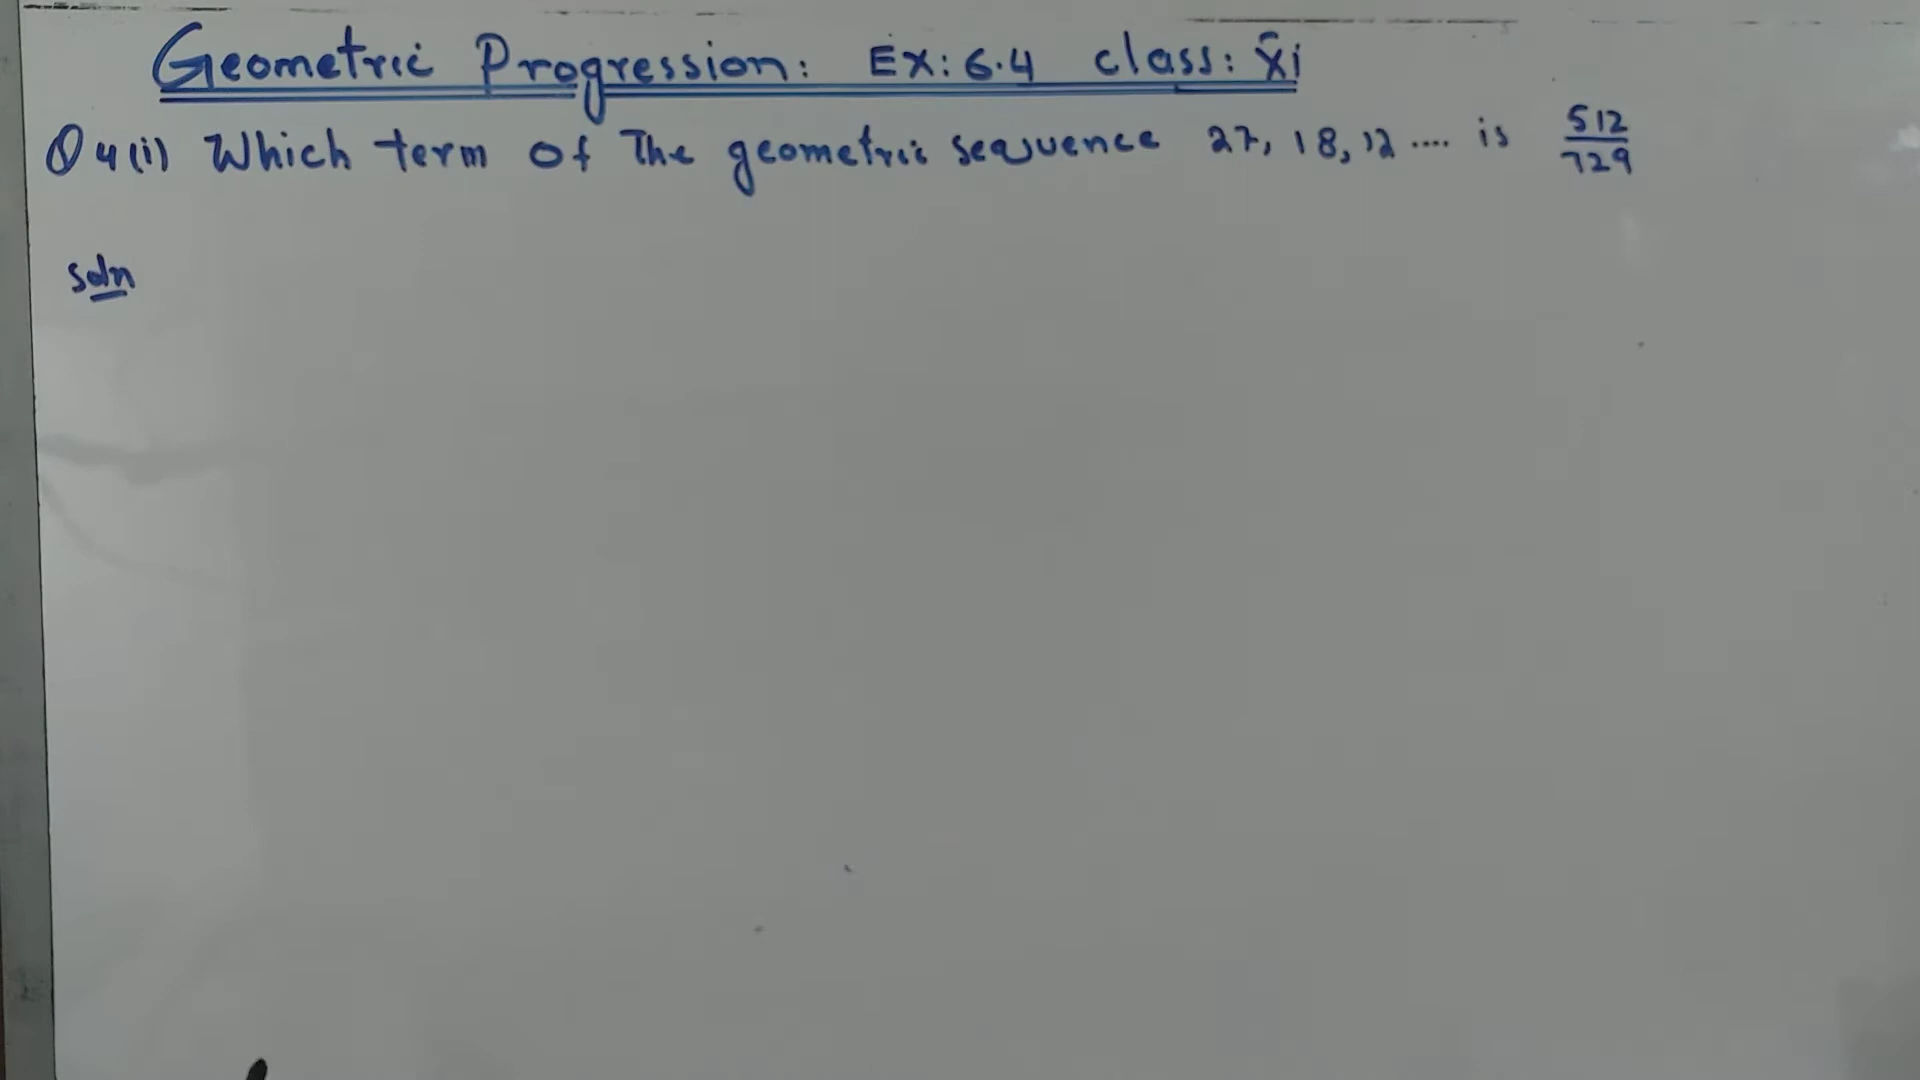 Geometric Progression: Ex: 6.4 class: XI
Q4(i) Which term of The geometric sequence 27, 18, 12 .... is 512/729
soln